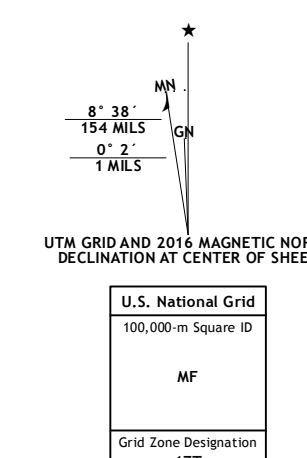 ★
MN
8° 38´
154 MILS
GN
0° 2´
1 MILS
UTM GRID AND 2016 MAGNETIC NOR
DECLINATION AT CENTER OF SHEE
U.S. National Grid
100,000-m Square ID
MF
Grid Zone Designation